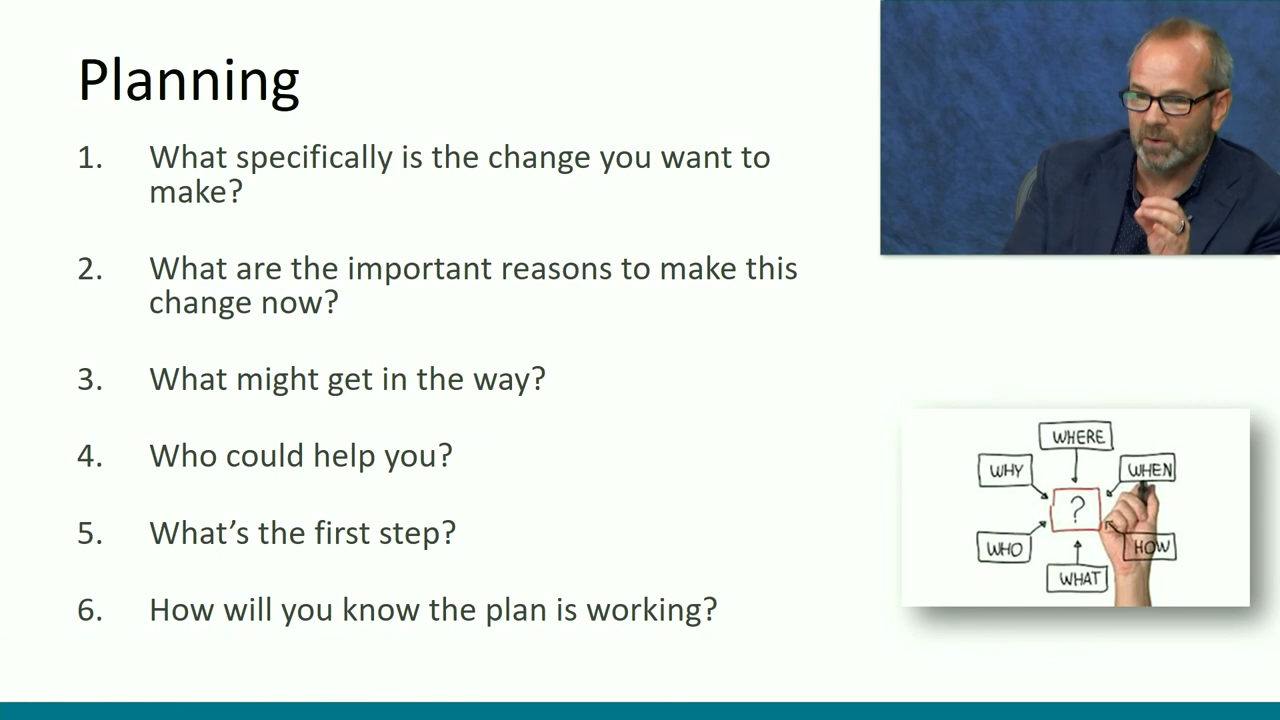 Planning
1. What specifically is the change you want to
make?
2. What are the important reasons to make this
change now?
3. What might get in the way?
4. Who could help you?
5. What’s the first step?
6. How will you know the plan is working?
WHERE
WHY
WHEN
?
WHO
HOW
WHAT